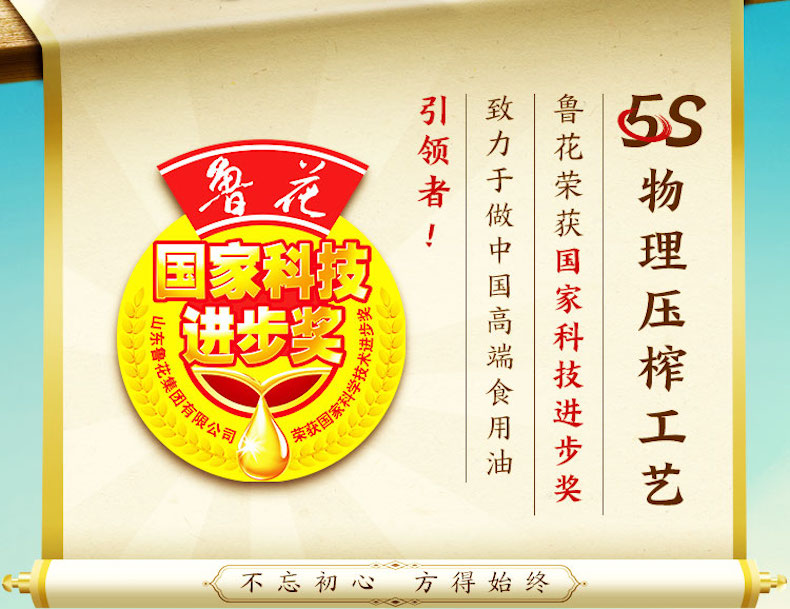 5S物理压榨工艺
鲁花荣获国家科技进步奖
致力于做中国高端食用油
引领者！
鲁花
国家科技
进步奖
山东鲁花集团有限公司
荣获国家科学技术进步奖
不忘初心 方得始终